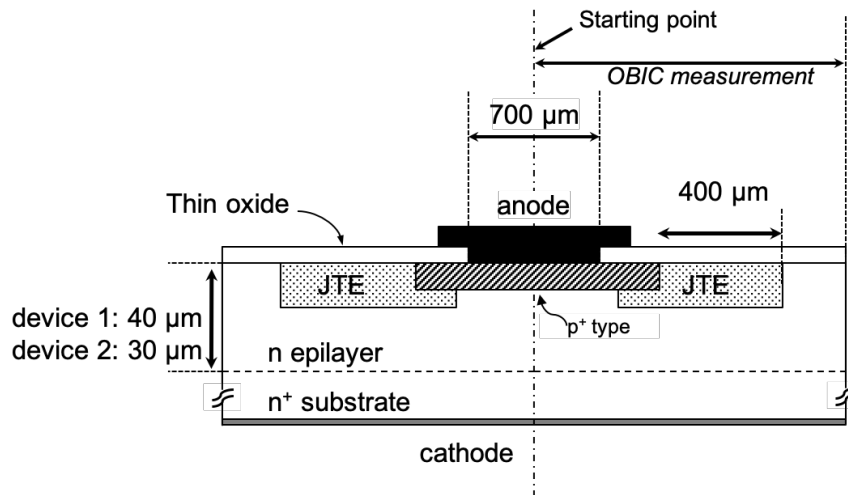 Starting point
OBIC measurement
700 µm
400 µm
anode
Thin oxide
JTE
JTE
device 1: 40 µm
device 2: 30 µm
p+ type
n epilayer
n+ substrate
cathode